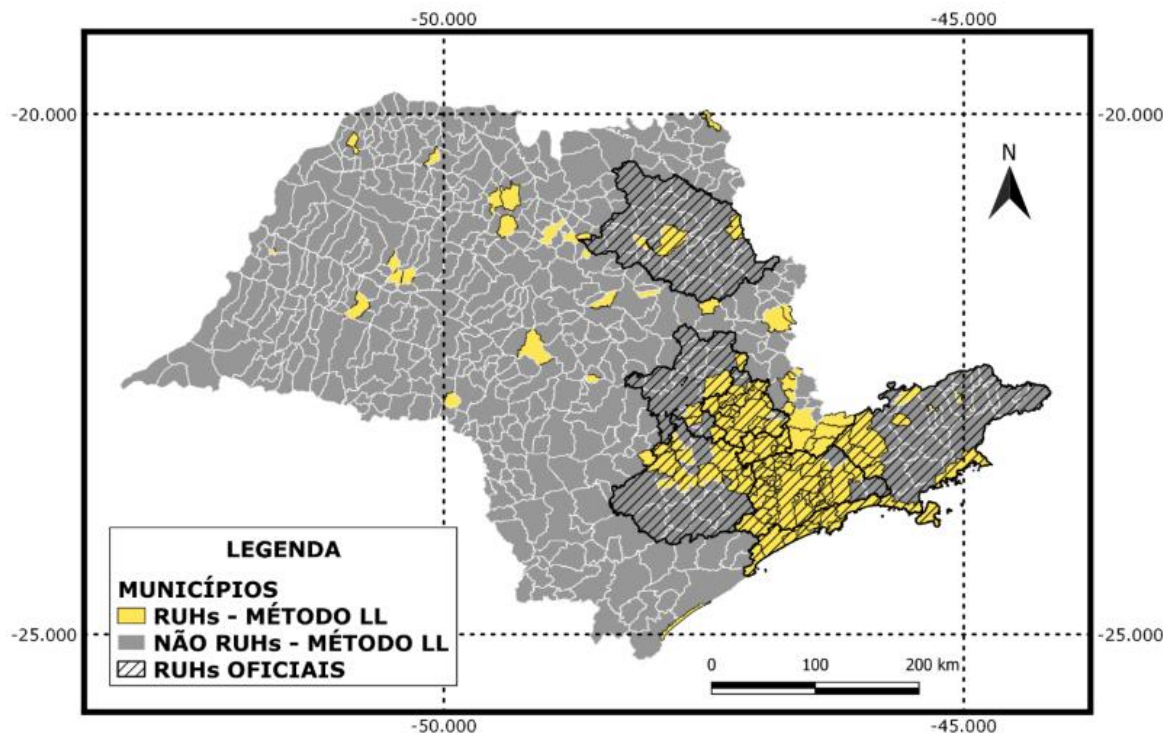 -50.000 -45.000
-20.000 -20.000
N
LEGENDA
MUNICÍPIOS
RUHs - MÉTODO LL
NÃO RUHs - MÉTODO LL
RUHs OFICIAIS
-25.000 -25.000
0 100 200 km
-50.000 -45.000